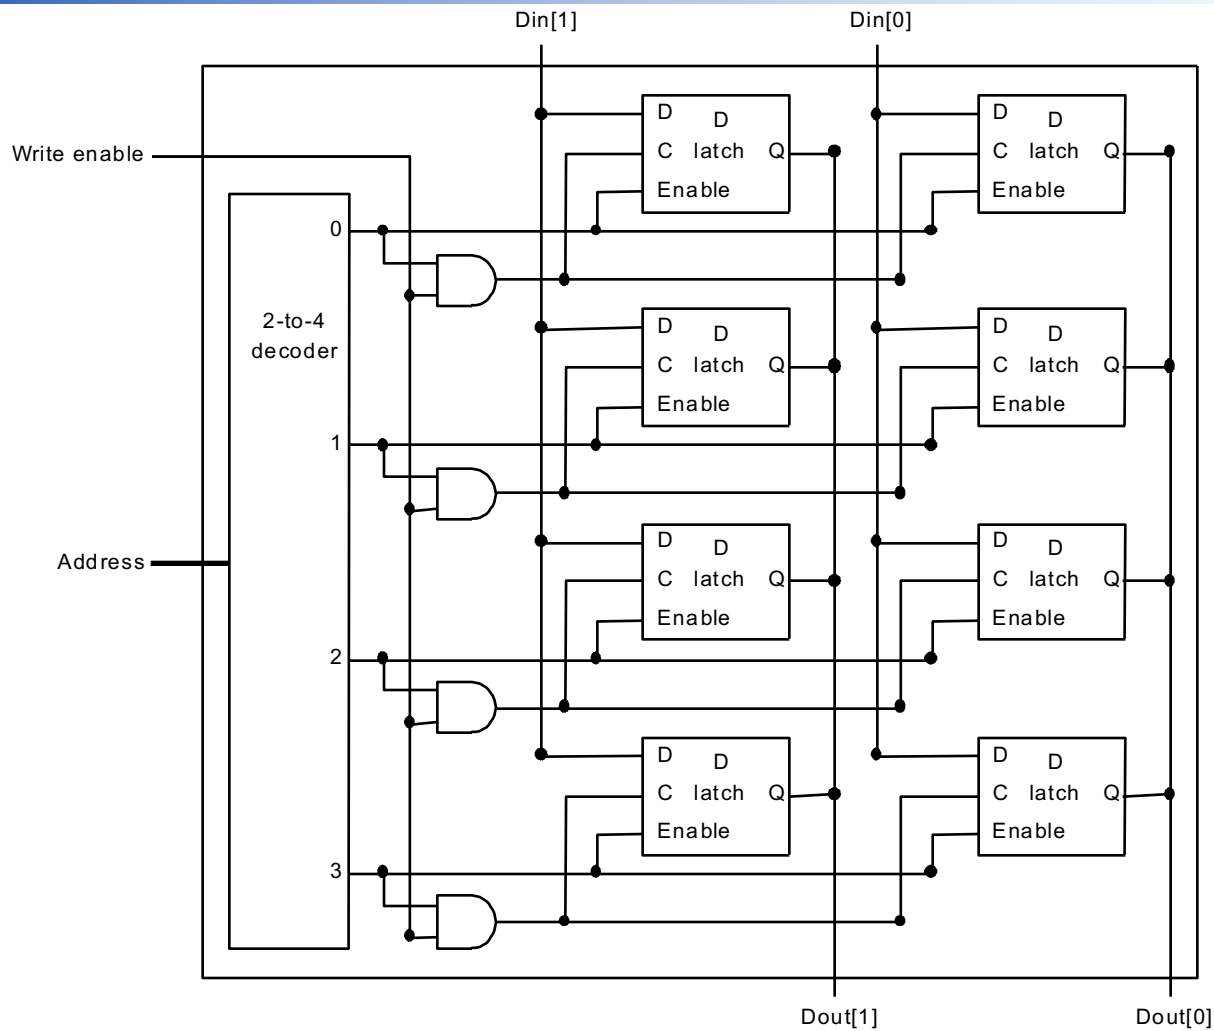 Din[1]
Din[0]
D
D
C latch Q
Enable
D
D
C latch Q
Enable
Write enable
0
2-to-4
decoder
D
D
C latch Q
Enable
D
D
C latch Q
Enable
1
D
D
C latch Q
Enable
D
D
C latch Q
Enable
Address
2
D
D
C latch Q
Enable
D
D
C latch Q
Enable
3
Dout[1]
Dout[0]